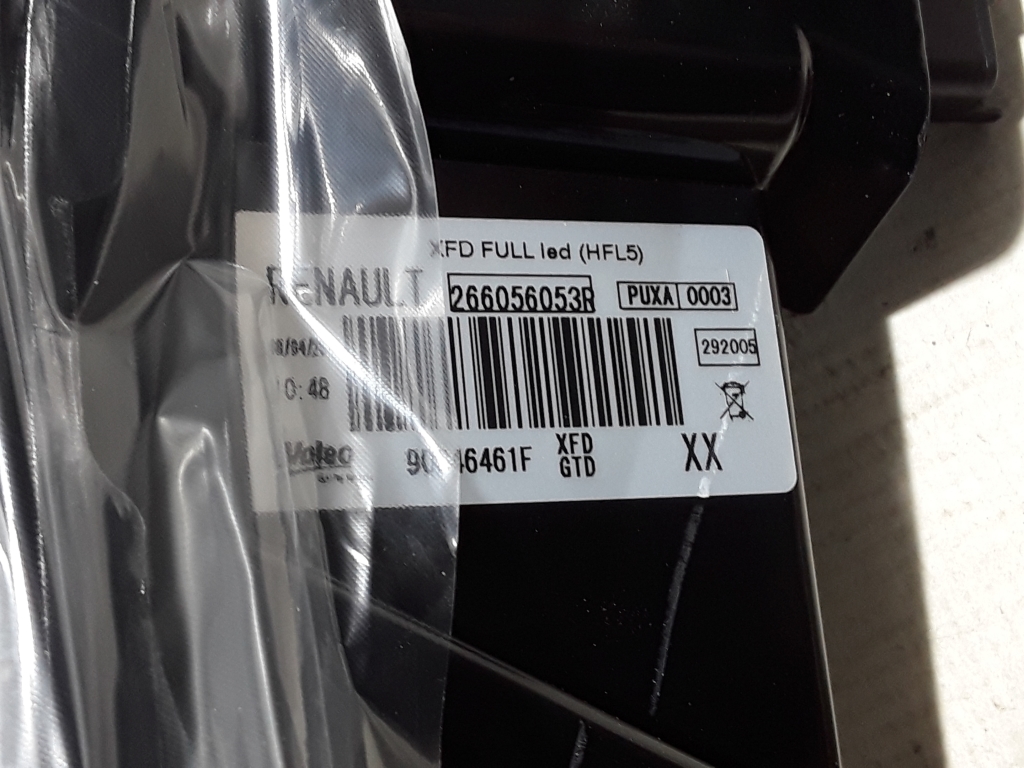 XFD FULL led (HFL5)
RENAULT 266056053R PUXA 0003
292005
0:48
Valeo XFD
GTD
XX